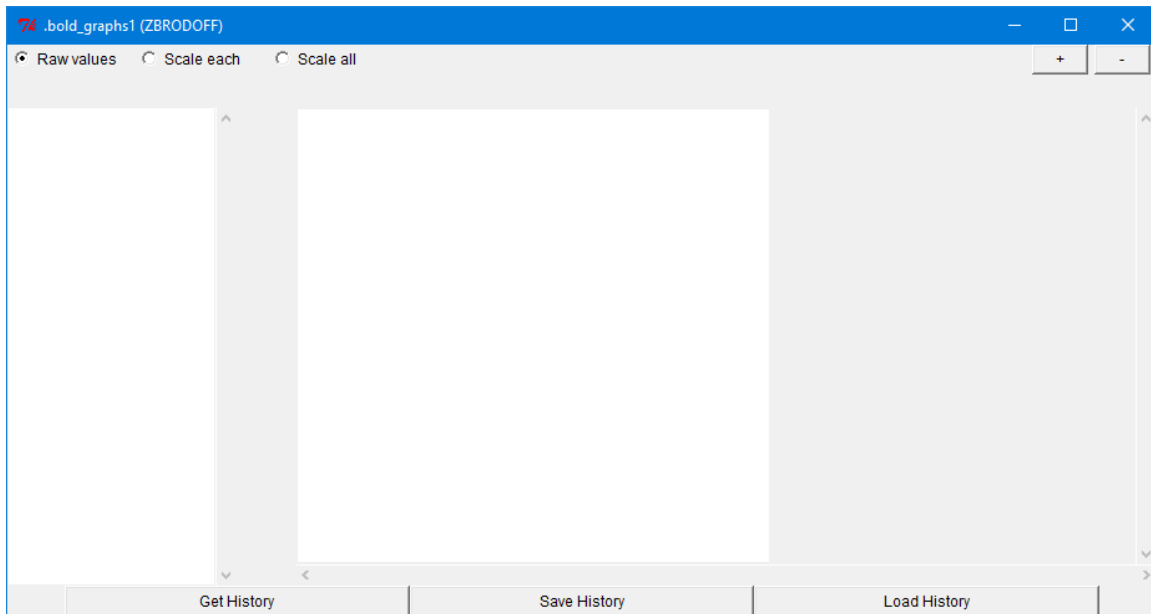 .bold_graphs1 (ZBRODOFF)
Raw values Scale each Scale all + -
Get History Save History Load History